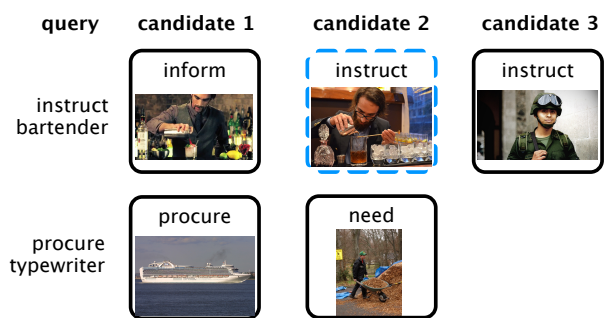 query candidate 1 candidate 2 candidate 3
inform instruct instruct
instruct
bartender
procure need
procure
typewriter